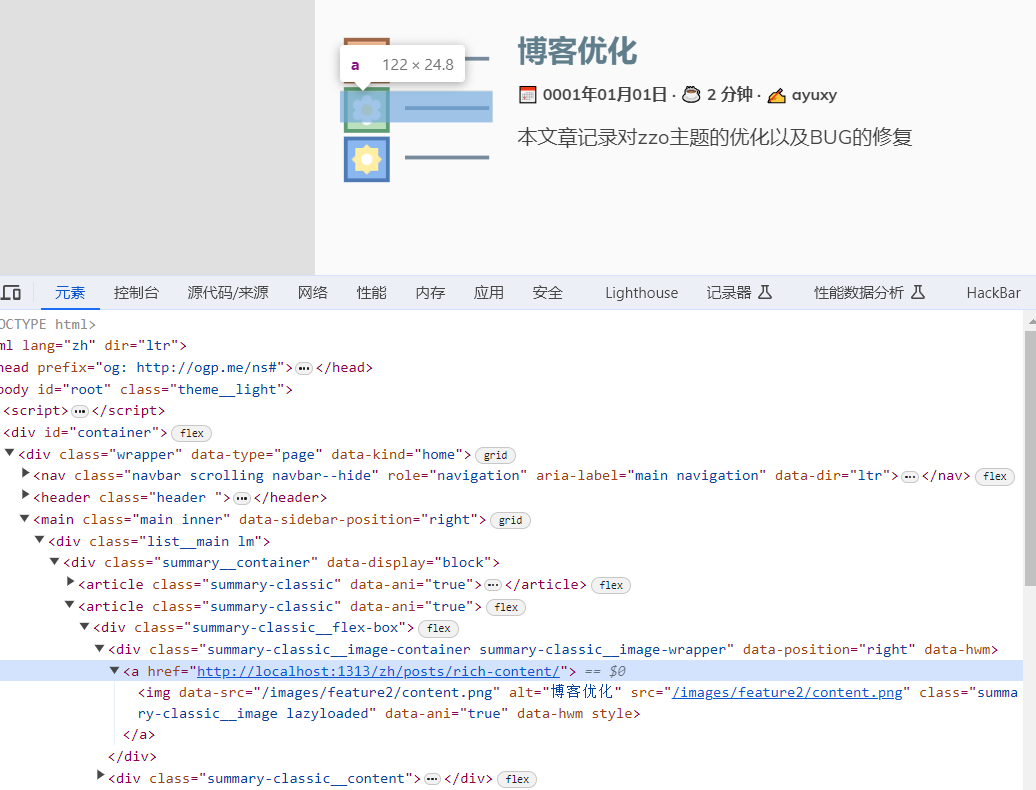 博客优化
a 122 × 24.8
0001年01月01日 · 2 分钟 · ayuxy
本文章记录对zzo主题的优化以及BUG的修复
元素 控制台 源代码/来源 网络 性能 内存 应用 安全 Lighthouse 记录器 性能数据分析 HackBar
OCTYPE html>
ml lang="zh" dir="ltr">
head prefix="og: http://ogp.me/ns#"> ··· </head>
body id="root" class="theme__light">
<script> ··· </script>
<div id="container"> flex
<div class="wrapper" data-type="page" data-kind="home"> grid
<nav class="navbar scrolling navbar--hide" role="navigation" aria-label="main navigation" data-dir="ltr"> ··· </nav> flex
<header class="header "> ··· </header>
<main class="main inner" data-sidebar-position="right"> grid
<div class="list__main lm">
<div class="summary__container" data-display="block">
<article class="summary-classic" data-ani="true"> ··· </article> flex
<article class="summary-classic" data-ani="true"> flex
<div class="summary-classic__flex-box"> flex
<div class="summary-classic__image-container summary-classic__image-wrapper" data-position="right" data-hwm>
<a href="http://localhost:1313/zh/posts/rich-content/"> == $0
<img data-src="/images/feature2/content.png" alt="博客优化" src="/images/feature2/content.png" class="summa
ry-classic__image lazyloaded" data-ani="true" data-hwm style>
</a>
</div>
<div class="summary-classic__content"> ··· </div> flex